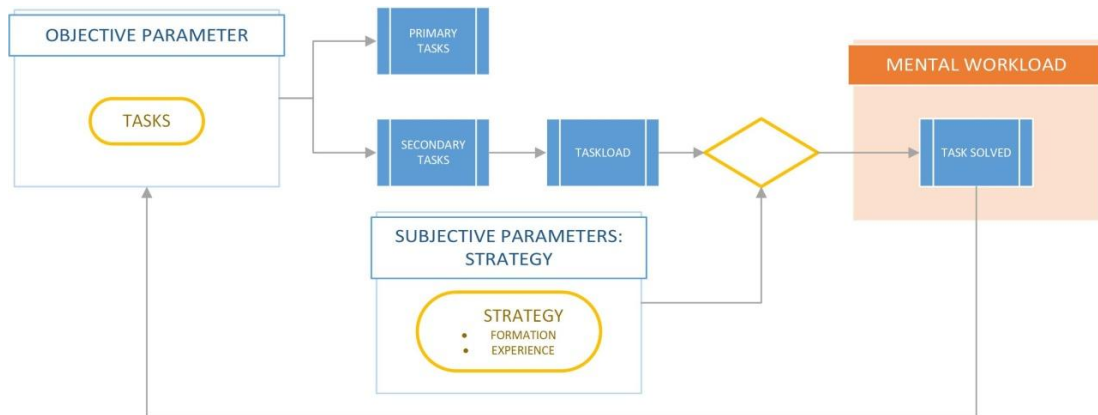 OBJECTIVE PARAMETER
TASKS
PRIMARY
TASKS
SECONDARY
TASKS
TASKLOAD
MENTAL WORKLOAD
TASK SOLVED
SUBJECTIVE PARAMETERS:
STRATEGY
STRATEGY
• FORMATION
• EXPERIENCE